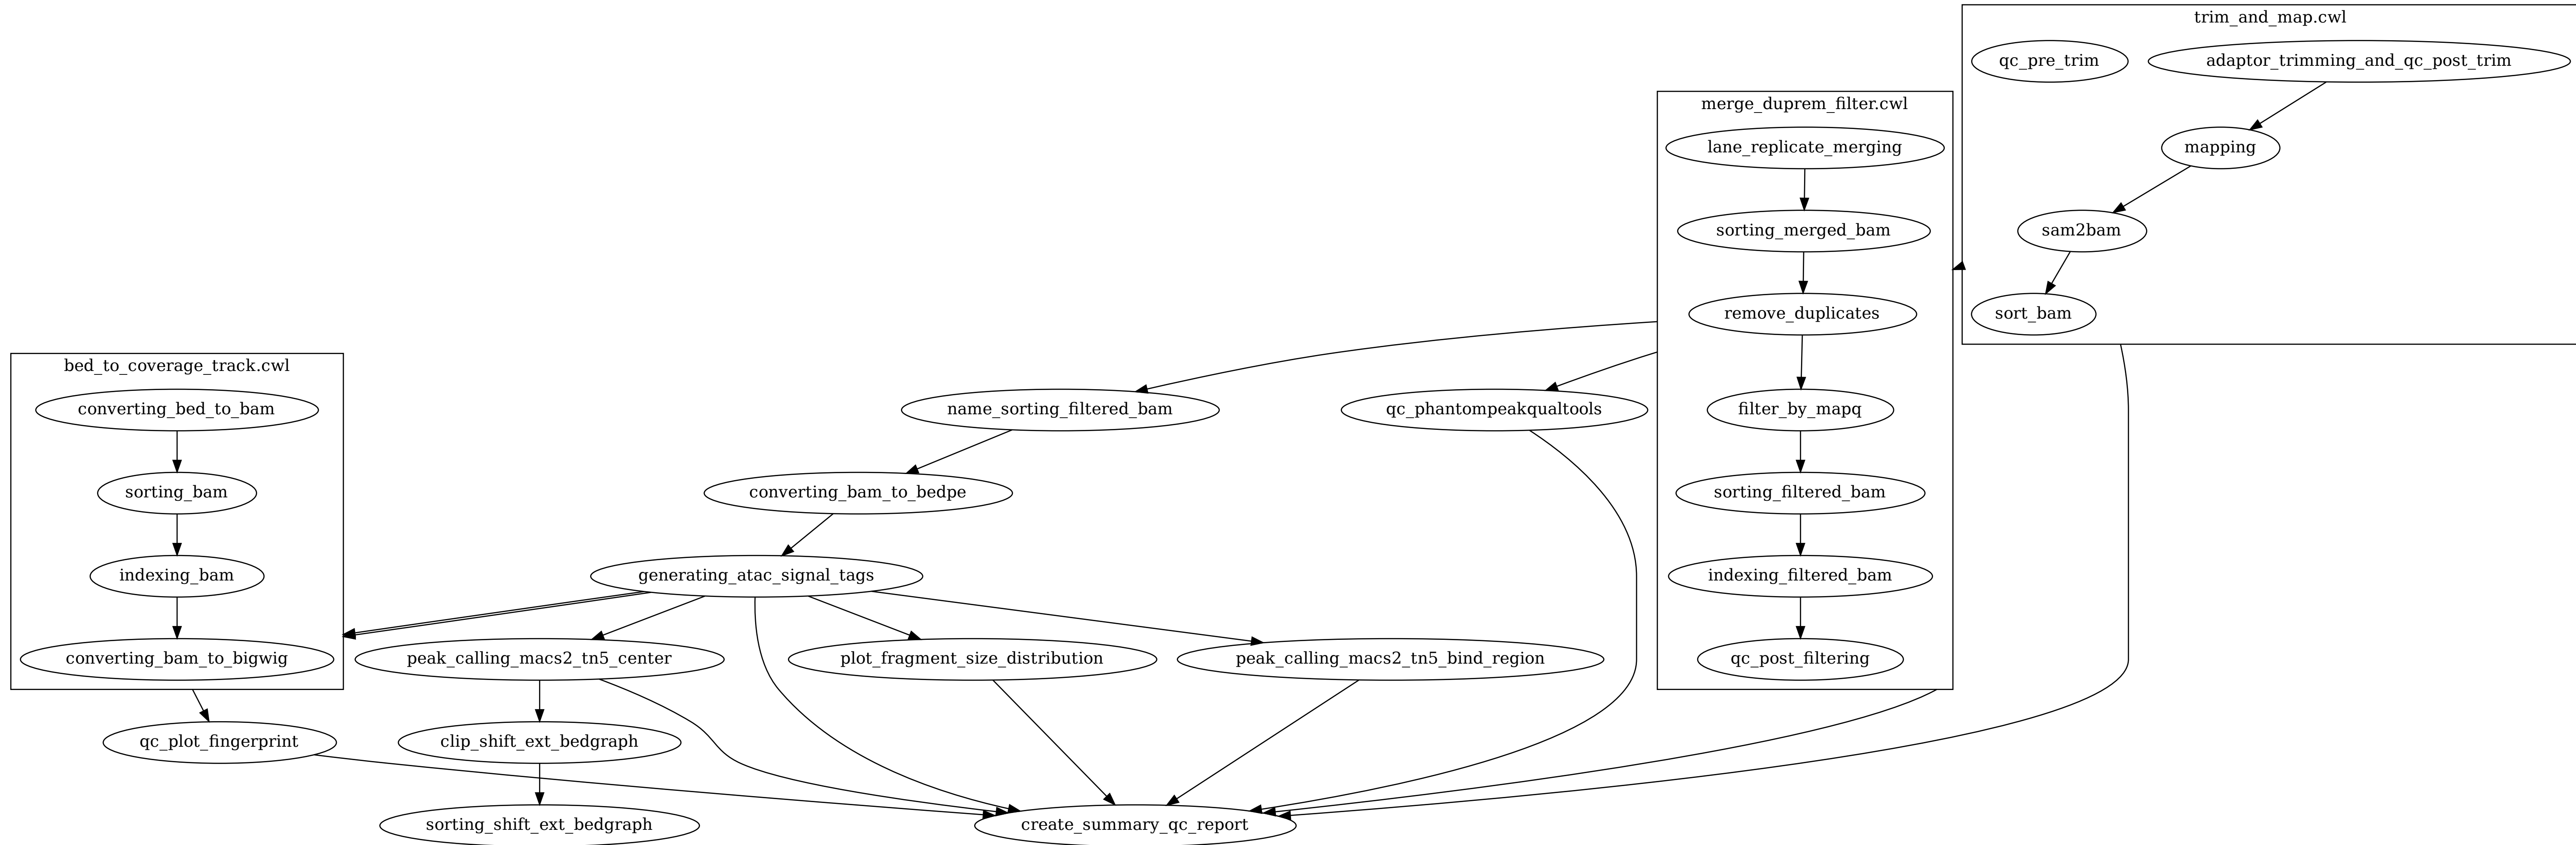 trim_and_map.cwl
qc_pre_trim
adaptor_trimming_and_qc_post_trim
mapping
sam2bam
sort_bam
merge_duprem_filter.cwl
lane_replicate_merging
sorting_merged_bam
remove_duplicates
filter_by_mapq
sorting_filtered_bam
indexing_filtered_bam
qc_post_filtering
bed_to_coverage_track.cwl
converting_bed_to_bam
sorting_bam
indexing_bam
converting_bam_to_bigwig
name_sorting_filtered_bam
qc_phantompeakqualtools
converting_bam_to_bedpe
generating_atac_signal_tags
peak_calling_macs2_tn5_center
plot_fragment_size_distribution
peak_calling_macs2_tn5_bind_region
qc_plot_fingerprint
clip_shift_ext_bedgraph
sorting_shift_ext_bedgraph
create_summary_qc_report